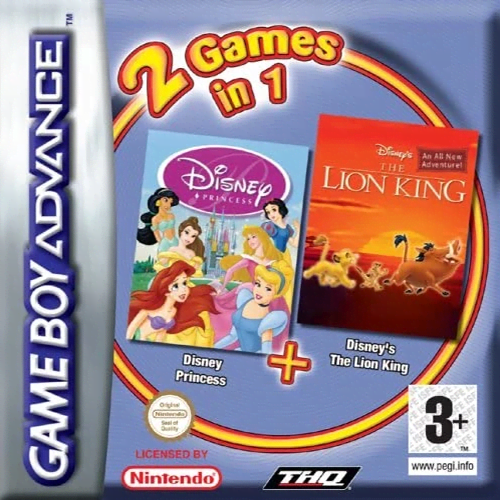 GAME BOY ADVANCE
TM
2 Games
in 1
Disney
PRINCESS
Disney's
An All New
Adventure!
THE
LION KING
Disney
Princess
+
Disney's
The Lion King
Original
Nintendo
Seal of
Quality
LICENSED BY
Nintendo
THQ
3+
www.pegi.info